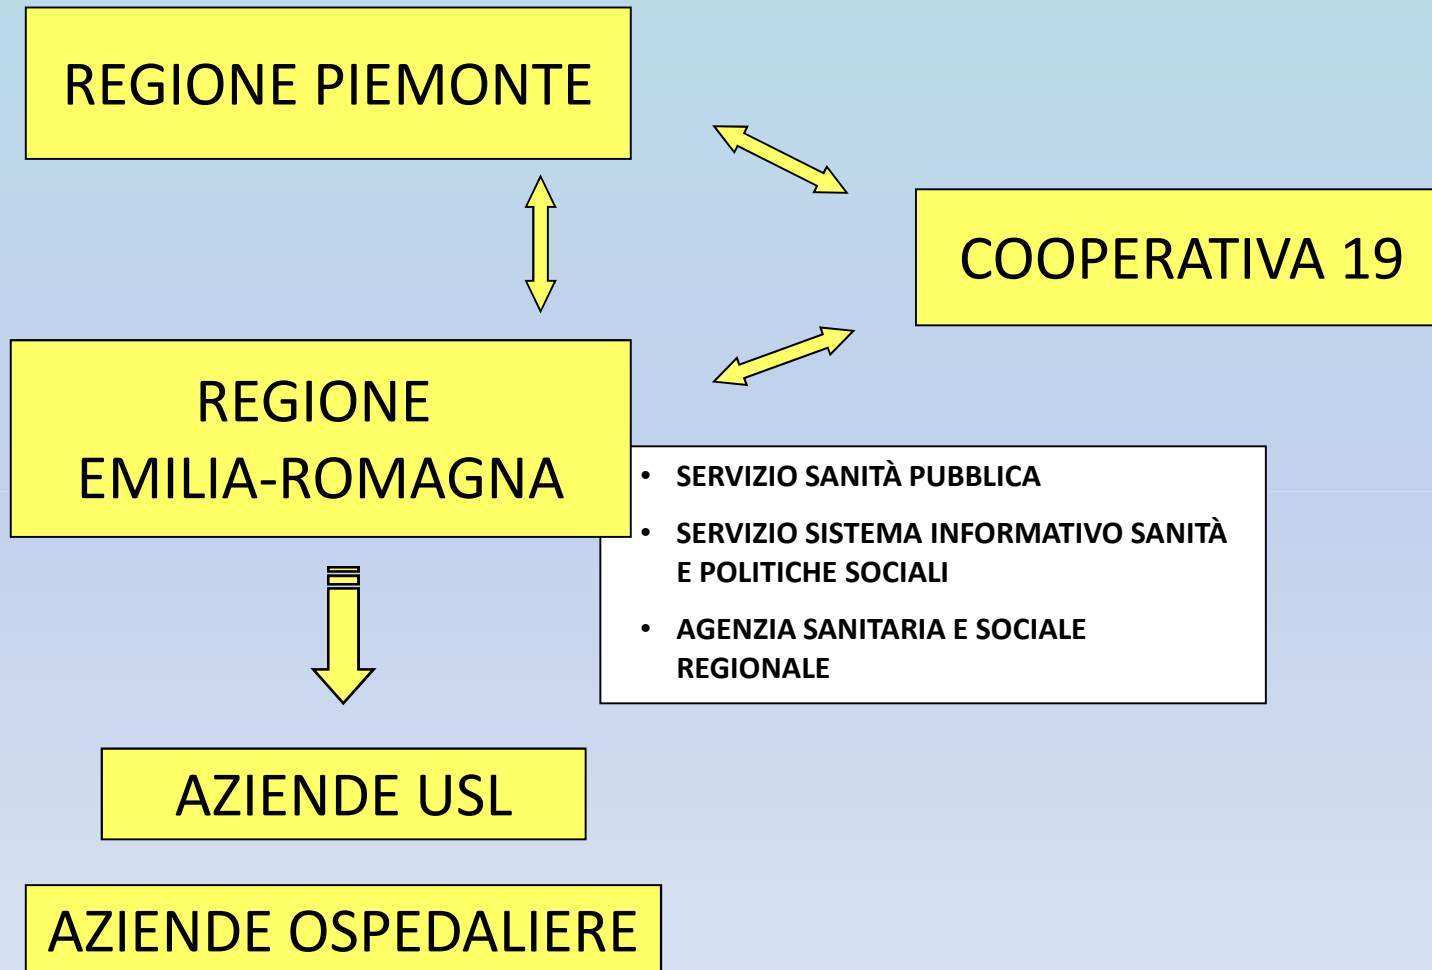 REGIONE PIEMONTE
COOPERATIVA 19
REGIONE
EMILIA-ROMAGNA
• SERVIZIO SANITÀ PUBBLICA
• SERVIZIO SISTEMA INFORMATIVO SANITÀ
E POLITICHE SOCIALI
• AGENZIA SANITARIA E SOCIALE
REGIONALE
AZIENDE USL
AZIENDE OSPEDALIERE